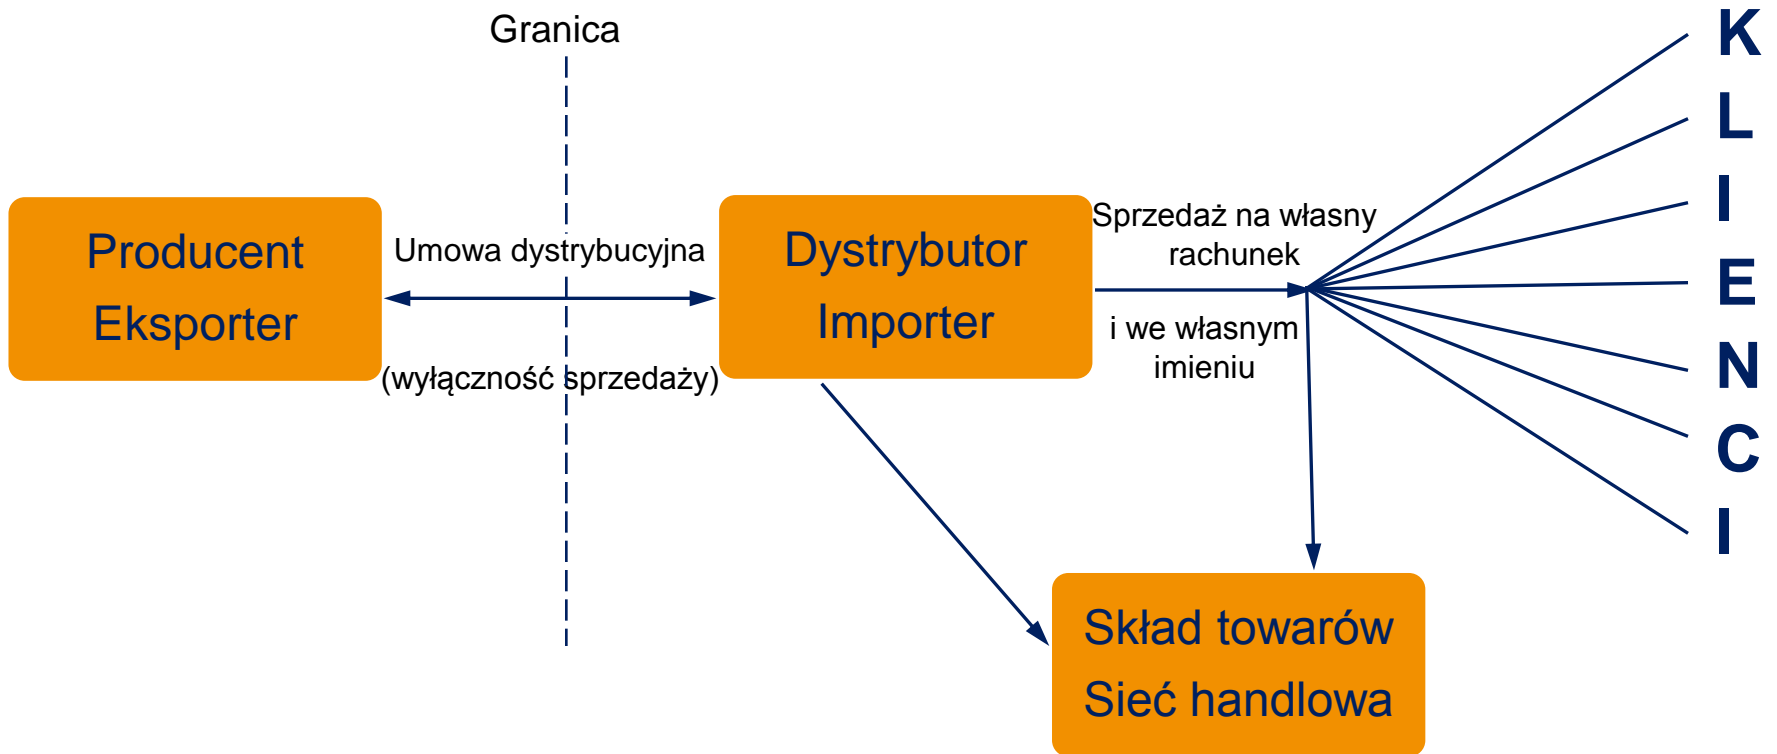 Granica
Producent
Eksporter
Umowa dystrybucyjna
(wyłączność sprzedaży)
Dystrybutor
Importer
Sprzedaż na własny
rachunek
i we własnym
imieniu
Skład towarów
Sieć handlowa
K
L
I
E
N
C
I